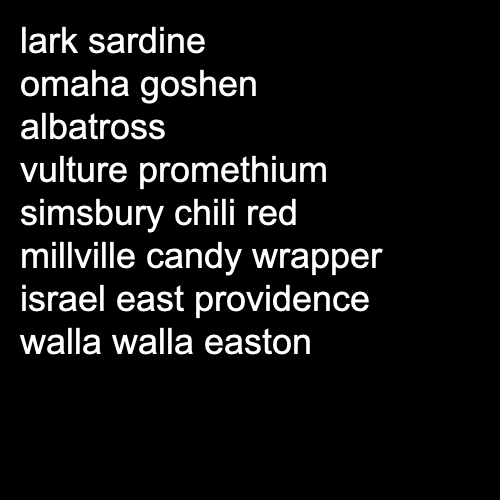 lark sardine
omaha goshen
albatross
vulture promethium
simsbury chili red
millville candy wrapper
israel east providence
walla walla easton